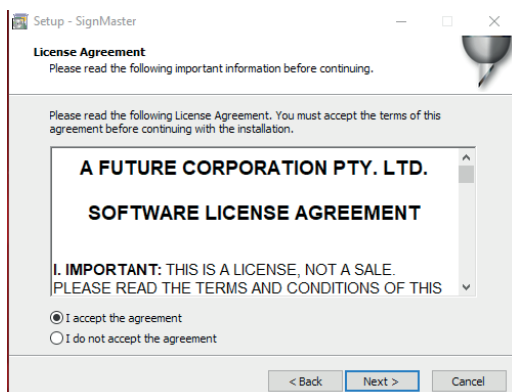 Setup - SignMaster
License Agreement
Please read the following important information before continuing.
Please read the following License Agreement. You must accept the terms of this
agreement before continuing with the installation.
A FUTURE CORPORATION PTY. LTD.
SOFTWARE LICENSE AGREEMENT
I. IMPORTANT: THIS IS A LICENSE, NOT A SALE.
PLEASE READ THE TERMS AND CONDITIONS OF THIS
I accept the agreement
I do not accept the agreement
< Back Next > Cancel